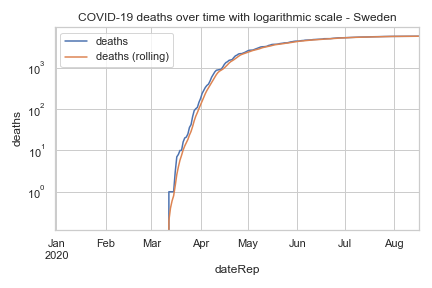 COVID-19 deaths over time with logarithmic scale - Sweden
deaths
deaths (rolling)
deaths
10³
10²
10¹
10⁰
Jan
2020
Feb
Mar
Apr
May
Jun
Jul
Aug
dateRep